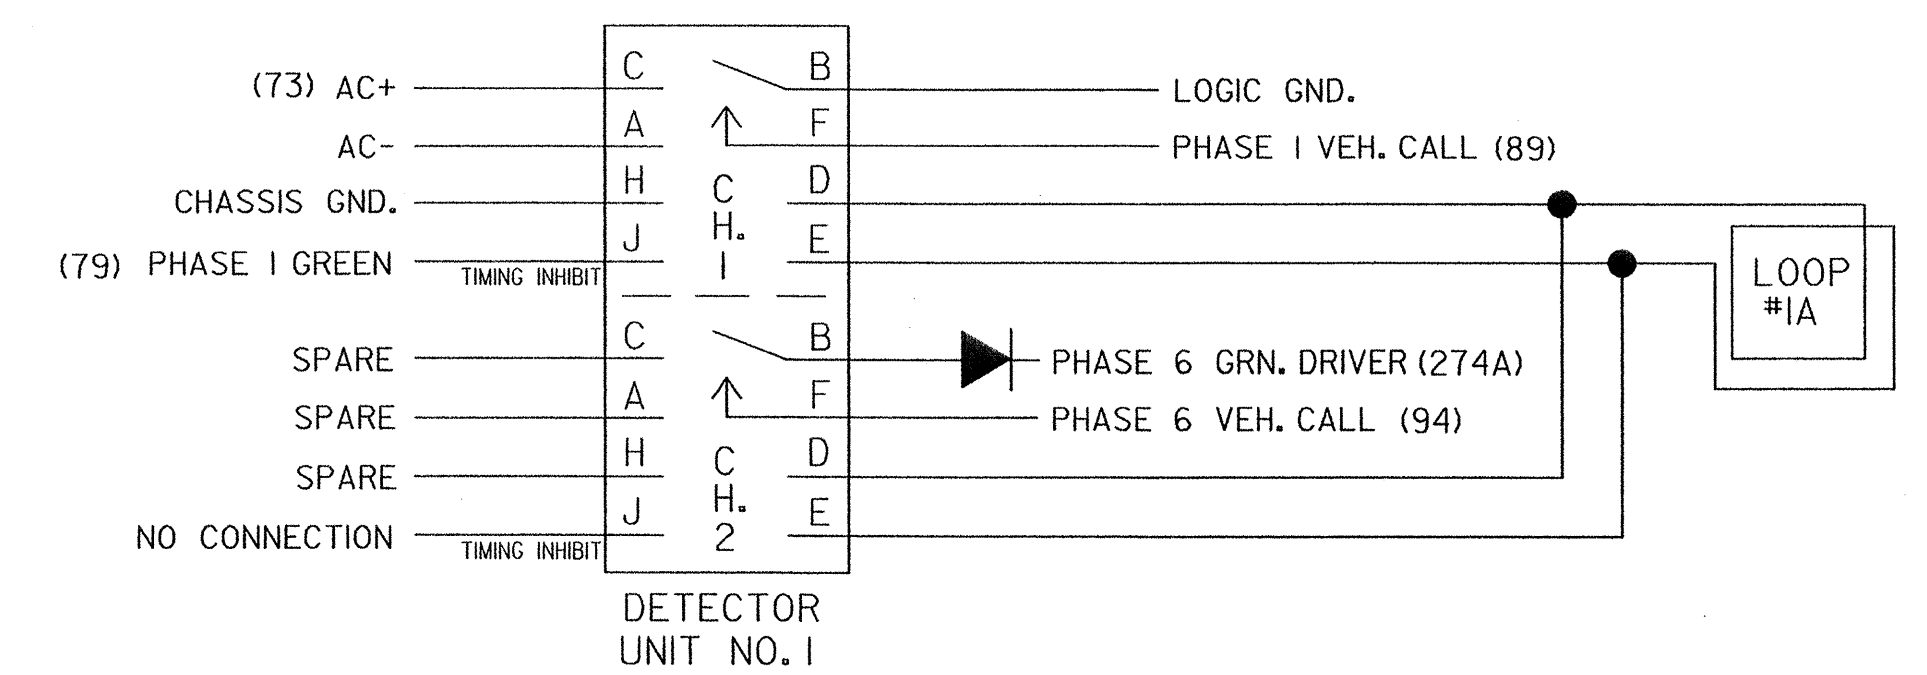 C B
(73) AC+ LOGIC GND.
A F
AC- PHASE 1 VEH. CALL (89)
H C D
CHASSIS GND.
H.
J E
(79) PHASE 1 GREEN TIMING INHIBIT 1
LOOP
#1A
C B
SPARE PHASE 6 GRN. DRIVER (274A)
A F
SPARE PHASE 6 VEH. CALL (94)
H C D
SPARE
H.
J E
NO CONNECTION TIMING INHIBIT 2
DETECTOR
UNIT NO. 1